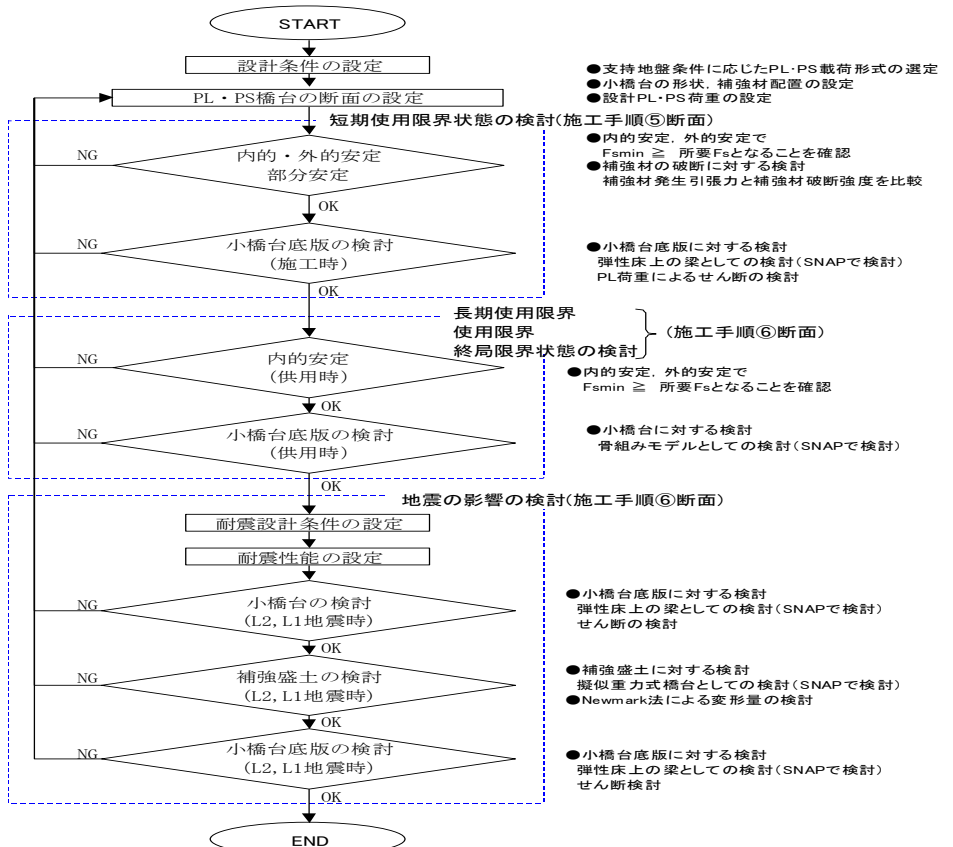 START
設計条件の設定
●支持地盤条件に応じたPL・PS載荷形式の選定
●小橋台の形状，補強材配置の設定
●設計PL・PS荷重の設定
PL・PS橋台の断面の設定
短期使用限界状態の検討(施工手順⑤断面)
NG
内的・外的安定
部分安定
●内的安定，外的安定で
Fsmin ≧ 所要Fsとなることを確認
●補強材の破断に対する検討
補強材発生引張力と補強材破断強度を比較
OK
NG
小橋台底版の検討
(施工時)
●小橋台底版に対する検討
弾性床上の梁としての検討(SNAPで検討)
PL荷重によるせん断の検討
OK
長期使用限界
使用限界
終局限界状態の検討
(施工手順⑥断面)
NG
内的安定
(供用時)
●内的安定，外的安定で
Fsmin ≧ 所要Fsとなることを確認
OK
NG
小橋台底版の検討
(供用時)
●小橋台に対する検討
骨組みモデルとしての検討(SNAPで検討)
OK
地震の影響の検討(施工手順⑥断面)
耐震設計条件の設定
耐震性能の設定
NG
小橋台の検討
(L2, L1地震時)
●小橋台底版に対する検討
弾性床上の梁としての検討(SNAPで検討)
せん断の検討
OK
NG
補強盛土の検討
(L2, L1地震時)
●補強盛土に対する検討
擬似重力式橋台としての検討(SNAPで検討)
●Newmark法による変形量の検討
OK
NG
小橋台底版の検討
(L2, L1地震時)
●小橋台底版に対する検討
弾性床上の梁としての検討(SNAPで検討)
せん断検討
OK
END